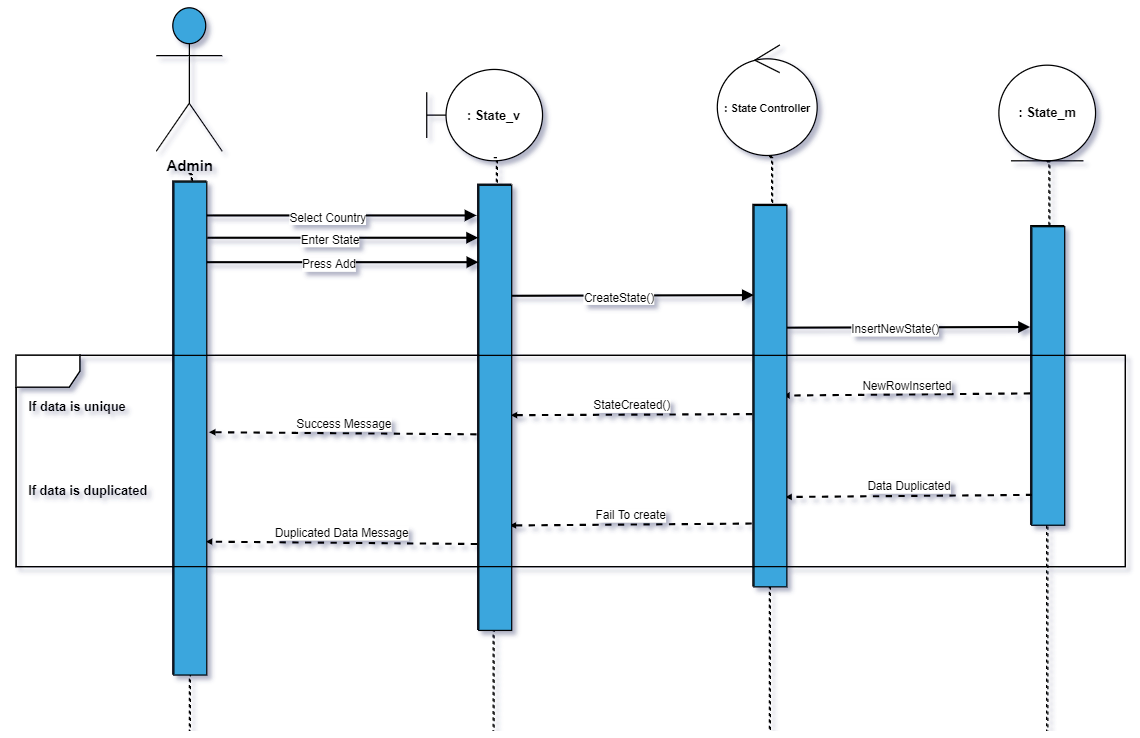 : State_v
: State Controller
: State_m
Admin
Select Country
Enter State
Press Add
CreateState()
InsertNewState()
NewRowInserted
If data is unique
StateCreated()
Success Message
If data is duplicated
Data Duplicated
Fail To create
Duplicated Data Message